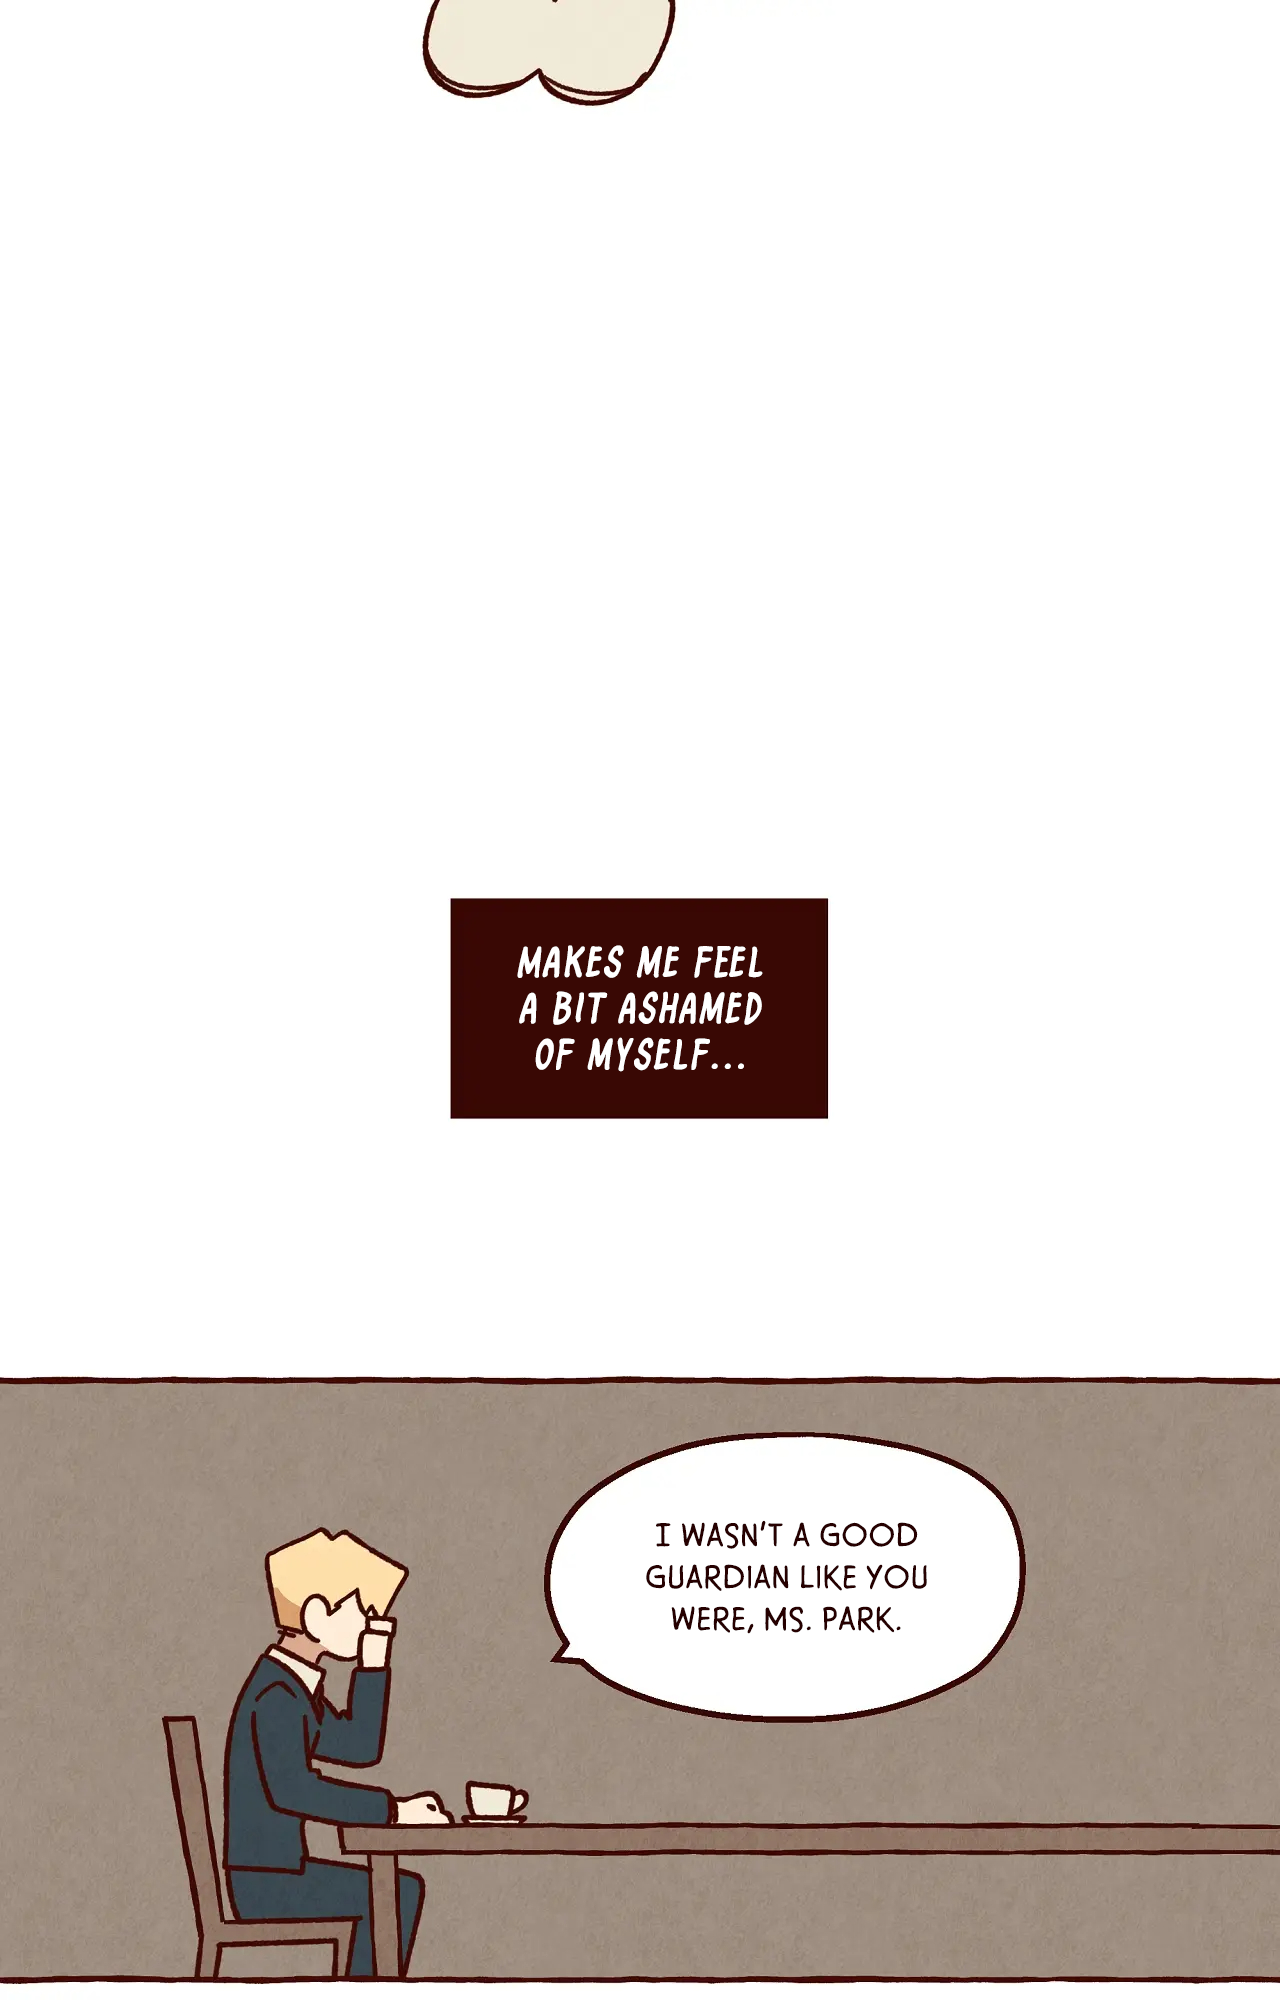 MAKES ME FEEL
A BIT ASHAMED
OF MYSELF...
I WASN'T A GOOD
GUARDIAN LIKE YOU
WERE, MS. PARK.